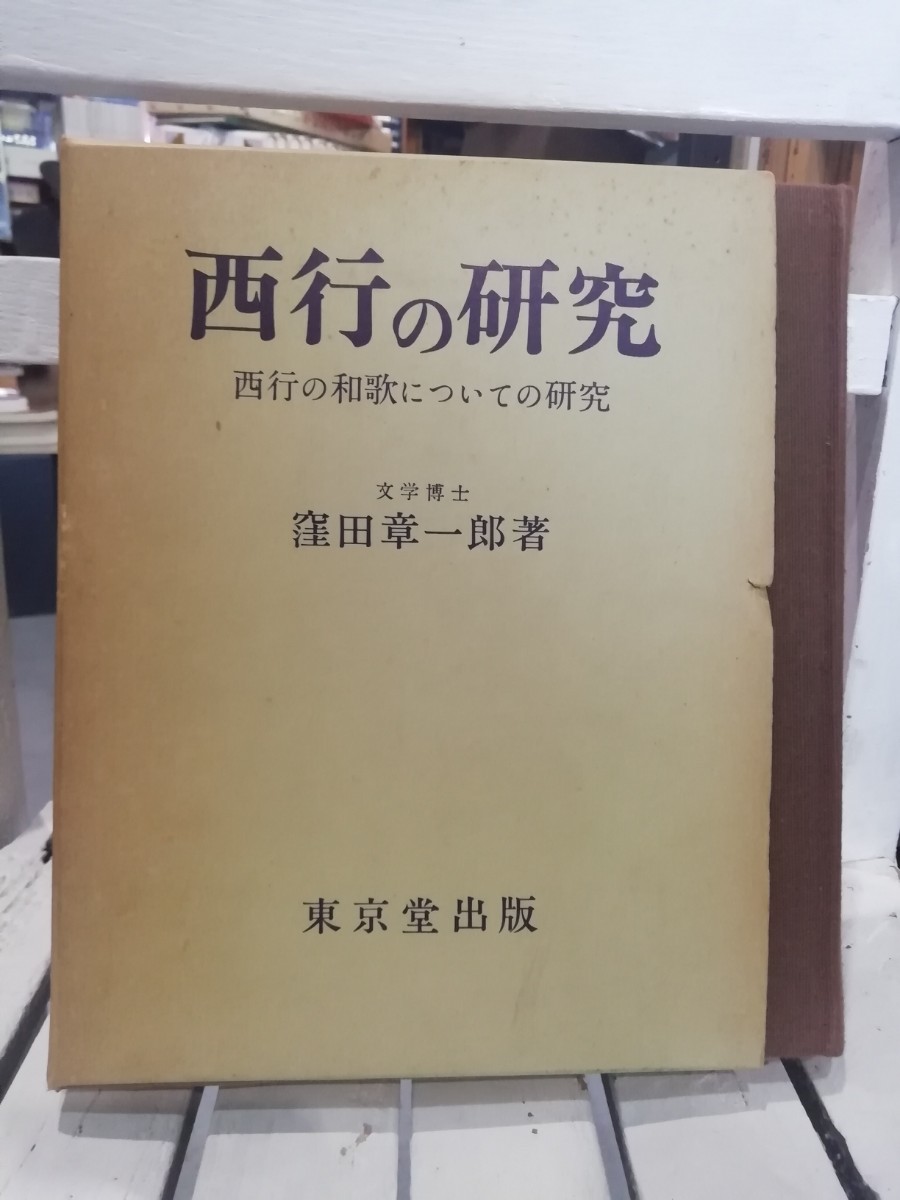 西行の研究
西行の和歌についての研究
文学博士
窪田章一郎著
東京堂出版